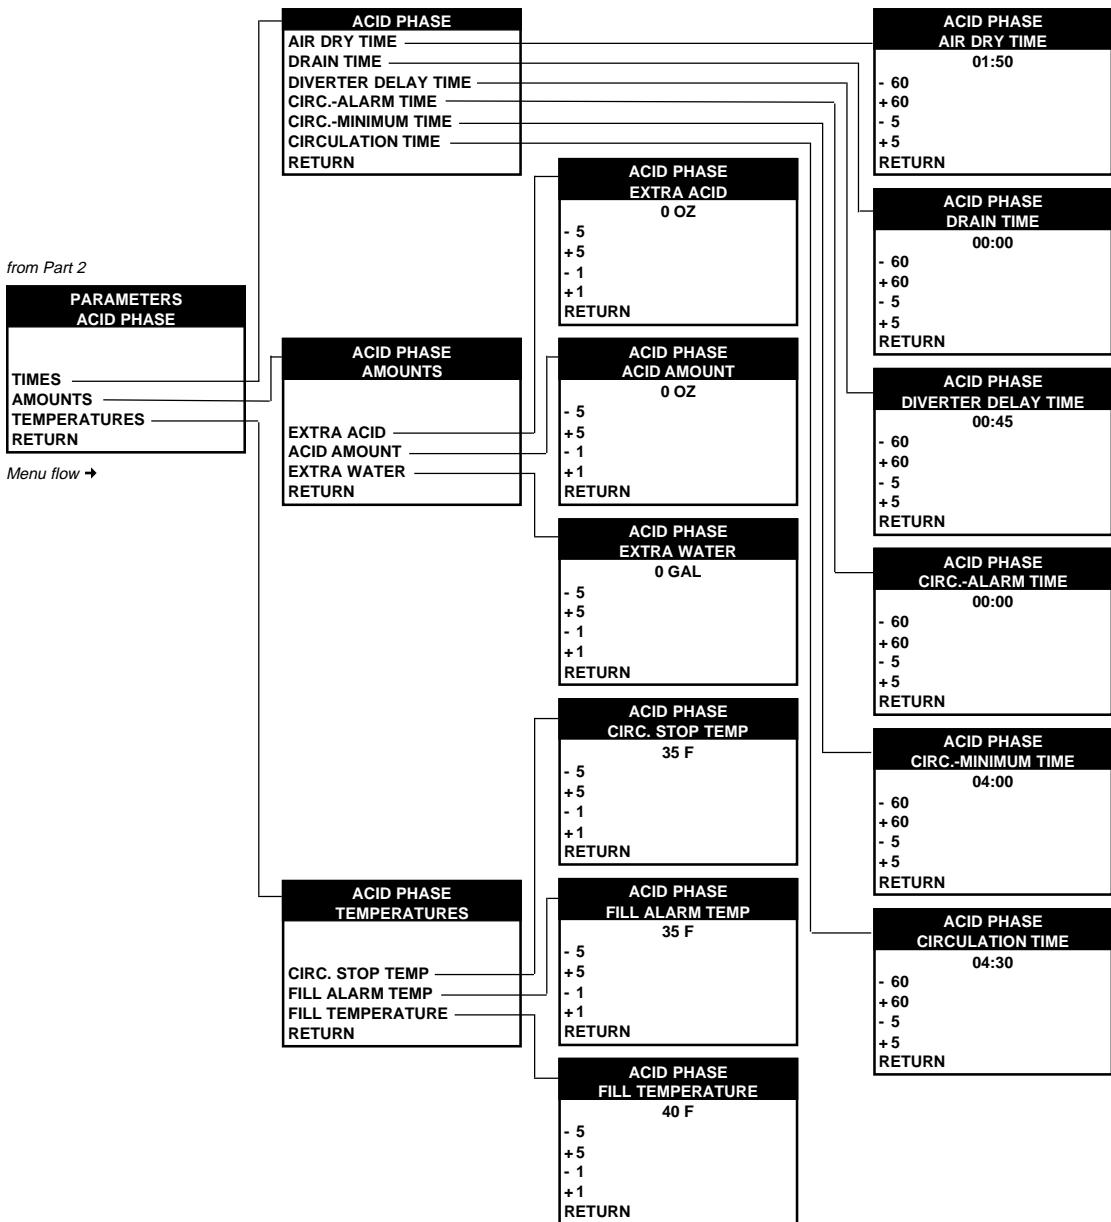 from Part 2
PARAMETERS
ACID PHASE
TIMES
AMOUNTS
TEMPERATURES
RETURN
Menu flow →
ACID PHASE
AIR DRY TIME
DRAIN TIME
DIVERTER DELAY TIME
CIRC.-ALARM TIME
CIRC.-MINIMUM TIME
CIRCULATION TIME
RETURN
ACID PHASE
AMOUNTS
EXTRA ACID
ACID AMOUNT
EXTRA WATER
RETURN
ACID PHASE
TEMPERATURES
CIRC. STOP TEMP
FILL ALARM TEMP
FILL TEMPERATURE
RETURN
ACID PHASE
EXTRA ACID
0 OZ
- 5
+5
- 1
+1
RETURN
ACID PHASE
ACID AMOUNT
0 OZ
- 5
+5
- 1
+1
RETURN
ACID PHASE
EXTRA WATER
0 GAL
- 5
+5
- 1
+1
RETURN
ACID PHASE
CIRC. STOP TEMP
35 F
- 5
+5
- 1
+1
RETURN
ACID PHASE
FILL ALARM TEMP
35 F
- 5
+5
- 1
+1
RETURN
ACID PHASE
FILL TEMPERATURE
40 F
- 5
+5
- 1
+1
RETURN
ACID PHASE
AIR DRY TIME
01:50
- 60
+60
- 5
+5
RETURN
ACID PHASE
DRAIN TIME
00:00
- 60
+60
- 5
+5
RETURN
ACID PHASE
DIVERTER DELAY TIME
00:45
- 60
+60
- 5
+5
RETURN
ACID PHASE
CIRC.-ALARM TIME
00:00
- 60
+60
- 5
+5
RETURN
ACID PHASE
CIRC.-MINIMUM TIME
04:00
- 60
+60
- 5
+5
RETURN
ACID PHASE
CIRCULATION TIME
04:30
- 60
+60
- 5
+5
RETURN